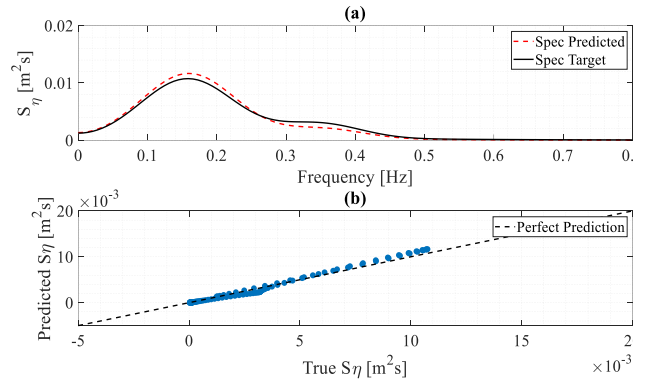 (a)
S_η [m²s]
0.02
0.01
0
Spec Predicted
Spec Target
0 0.1 0.2 0.3 0.4 0.5 0.6 0.7 0.
Frequency [Hz]
(b)
×10⁻³
Predicted Sη [m²s]
20
10
0
Perfect Prediction
-5 0 5 10 15 2
×10⁻³
True Sη [m²s]